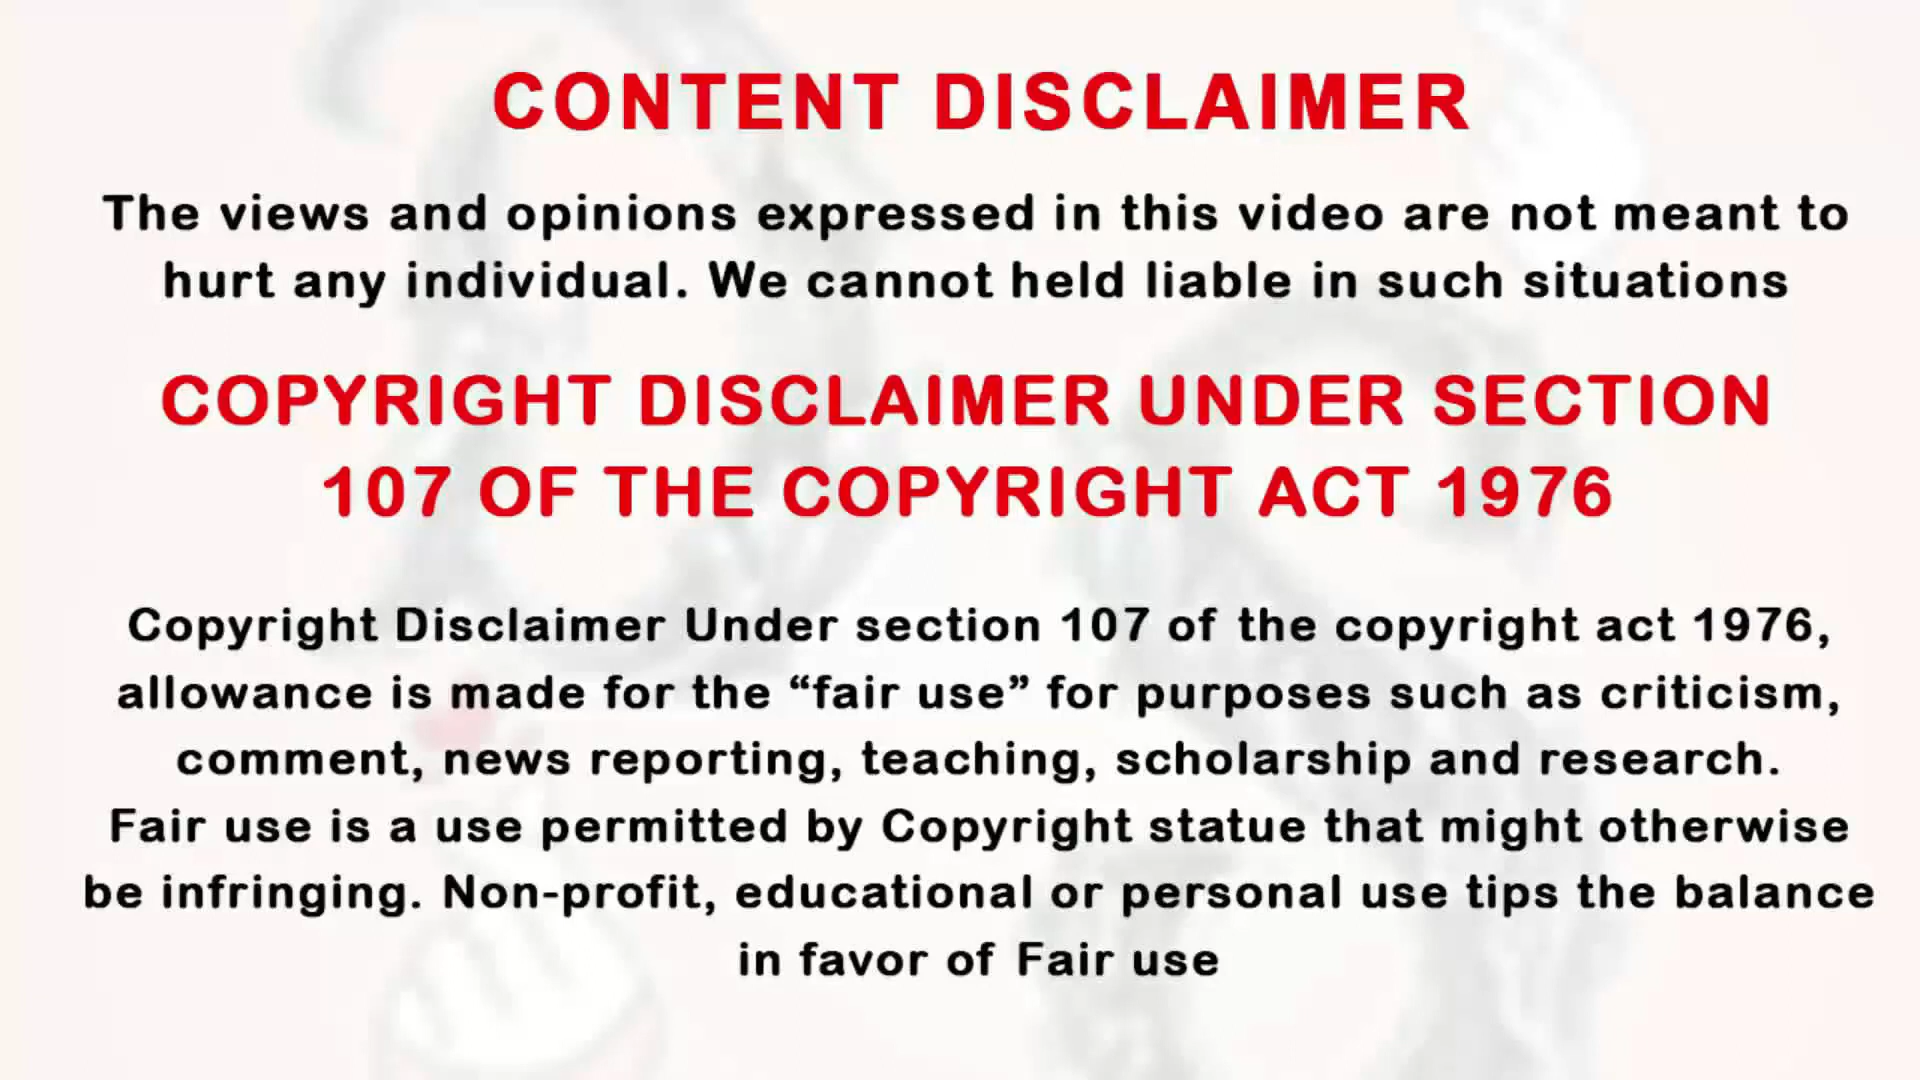 CONTENT DISCLAIMER
The views and opinions expressed in this video are not meant to
hurt any individual. We cannot held liable in such situations
COPYRIGHT DISCLAIMER UNDER SECTION
107 OF THE COPYRIGHT ACT 1976
Copyright Disclaimer Under section 107 of the copyright act 1976,
allowance is made for the “fair use” for purposes such as criticism,
comment, news reporting, teaching, scholarship and research.
Fair use is a use permitted by Copyright statue that might otherwise
be infringing. Non-profit, educational or personal use tips the balance
in favor of Fair use